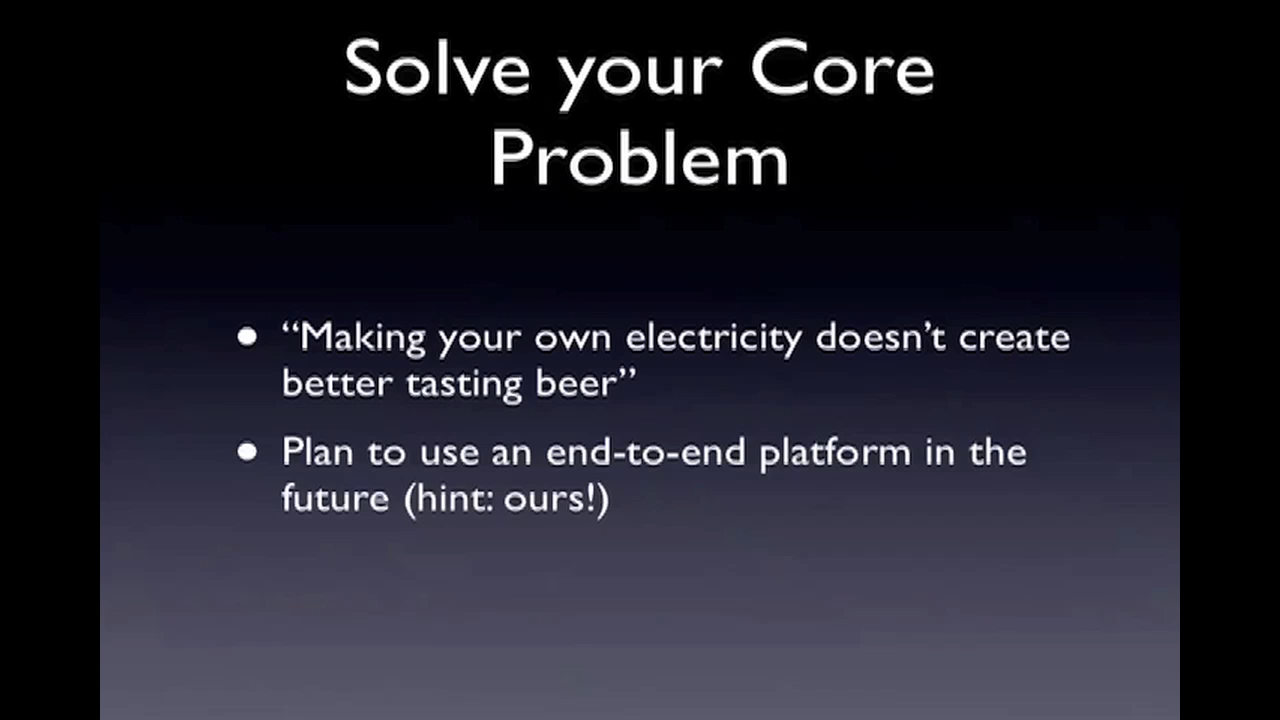 Solve your Core
Problem
• “Making your own electricity doesn’t create
better tasting beer”
• Plan to use an end-to-end platform in the
future (hint: ours!)